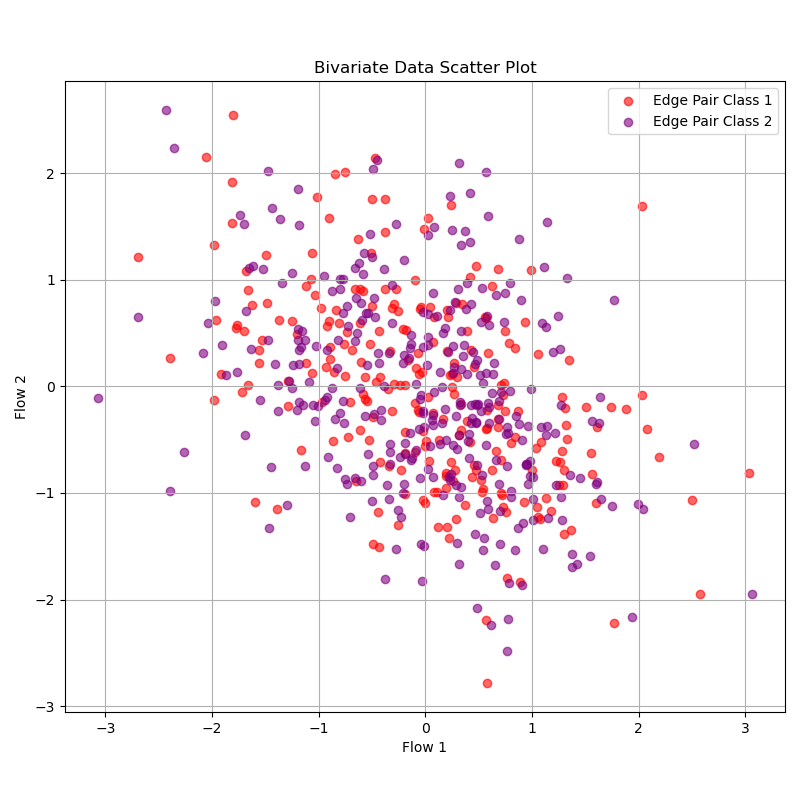 Bivariate Data Scatter Plot
Edge Pair Class 1
Edge Pair Class 2
2
1
0
−1
−2
−3
Flow 2
−3 −2 −1 0 1 2 3
Flow 1